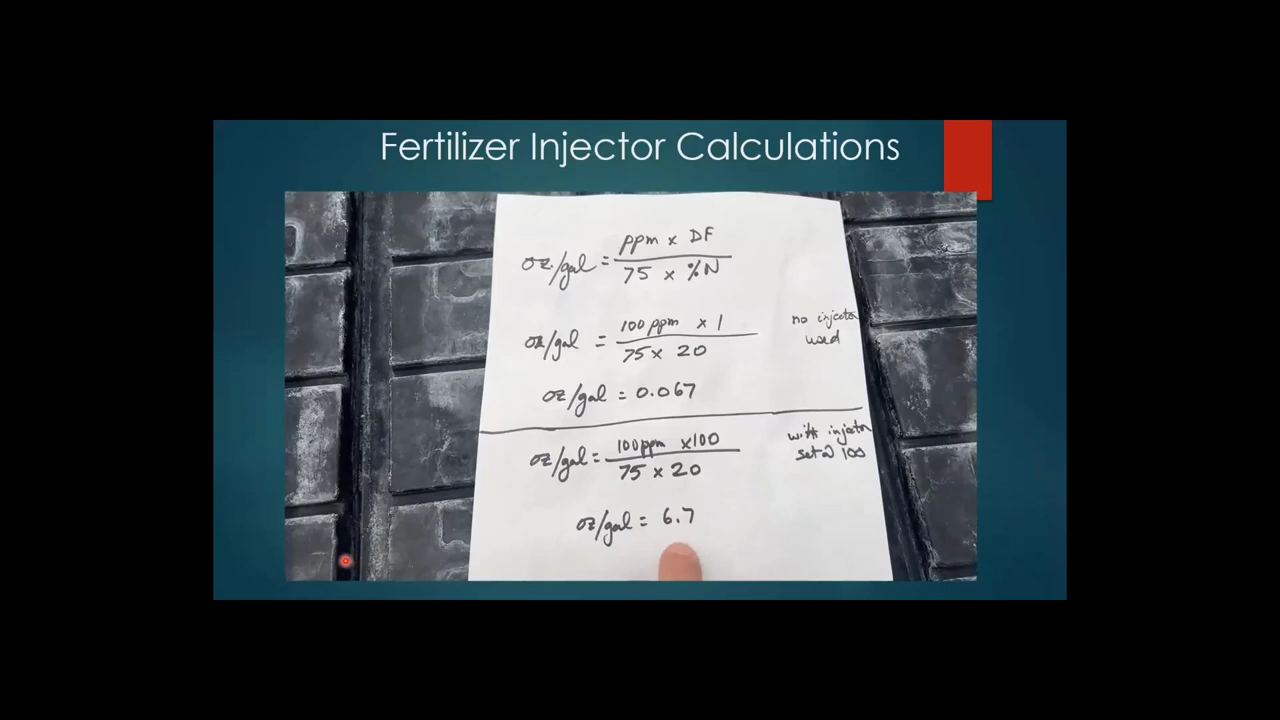 Fertilizer Injector Calculations
oz./gal = ppm x DF / 75 x %N
oz/gal = 100 ppm x 1 / 75 x 20
no injector used
oz/gal = 0.067
oz/gal = 100ppm x100 / 75 x 20
with injector set @ 100
oz/gal = 6.7